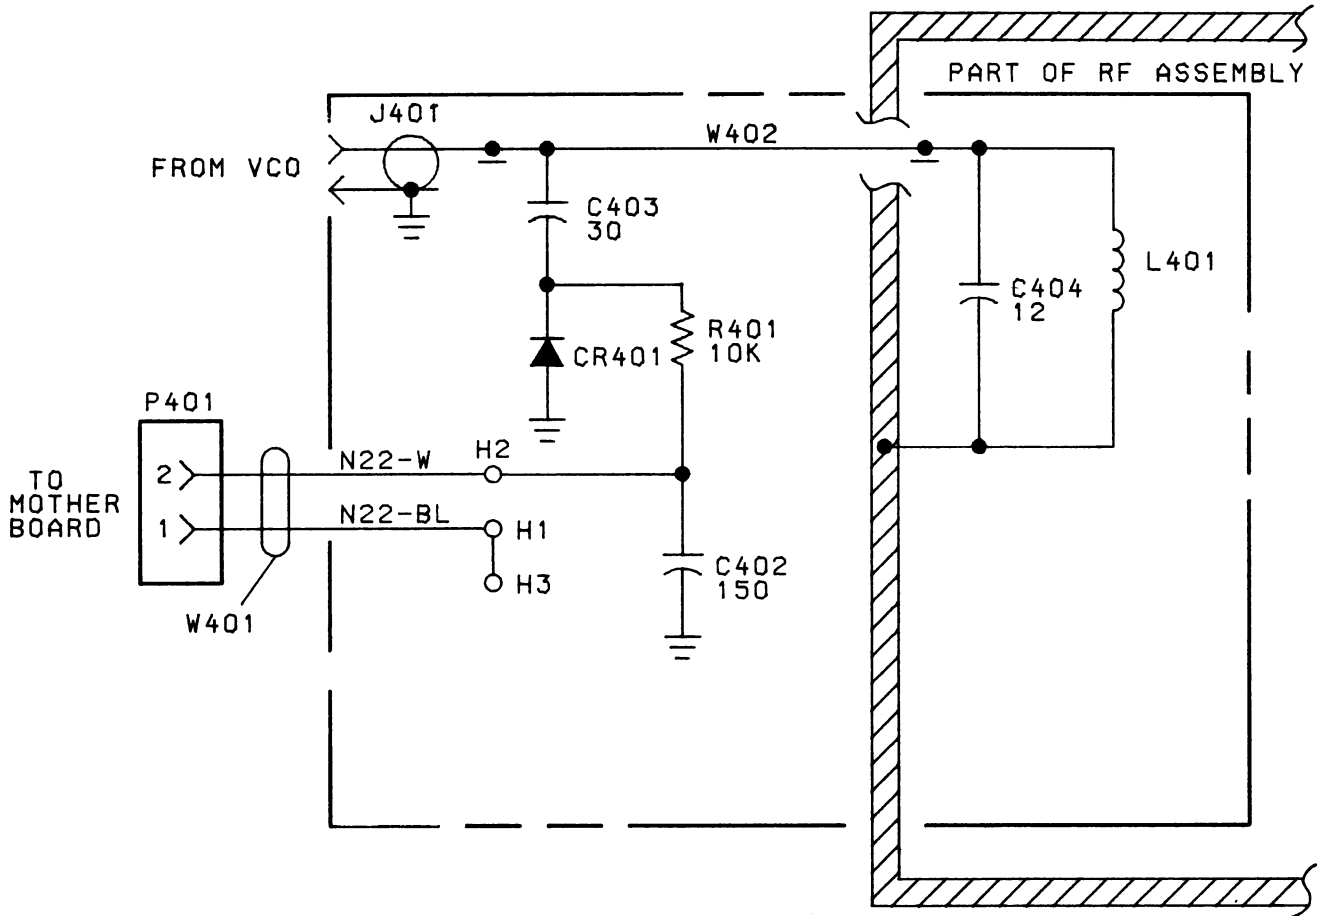 PART OF RF ASSEMBLY
J401
W402
FROM VCO
C403
30
L401
C404
12
R401
10K
CR401
P401
H2
N22-W
2
TO
MOTHER
BOARD
N22-BL
1
H1
C402
150
H3
W401